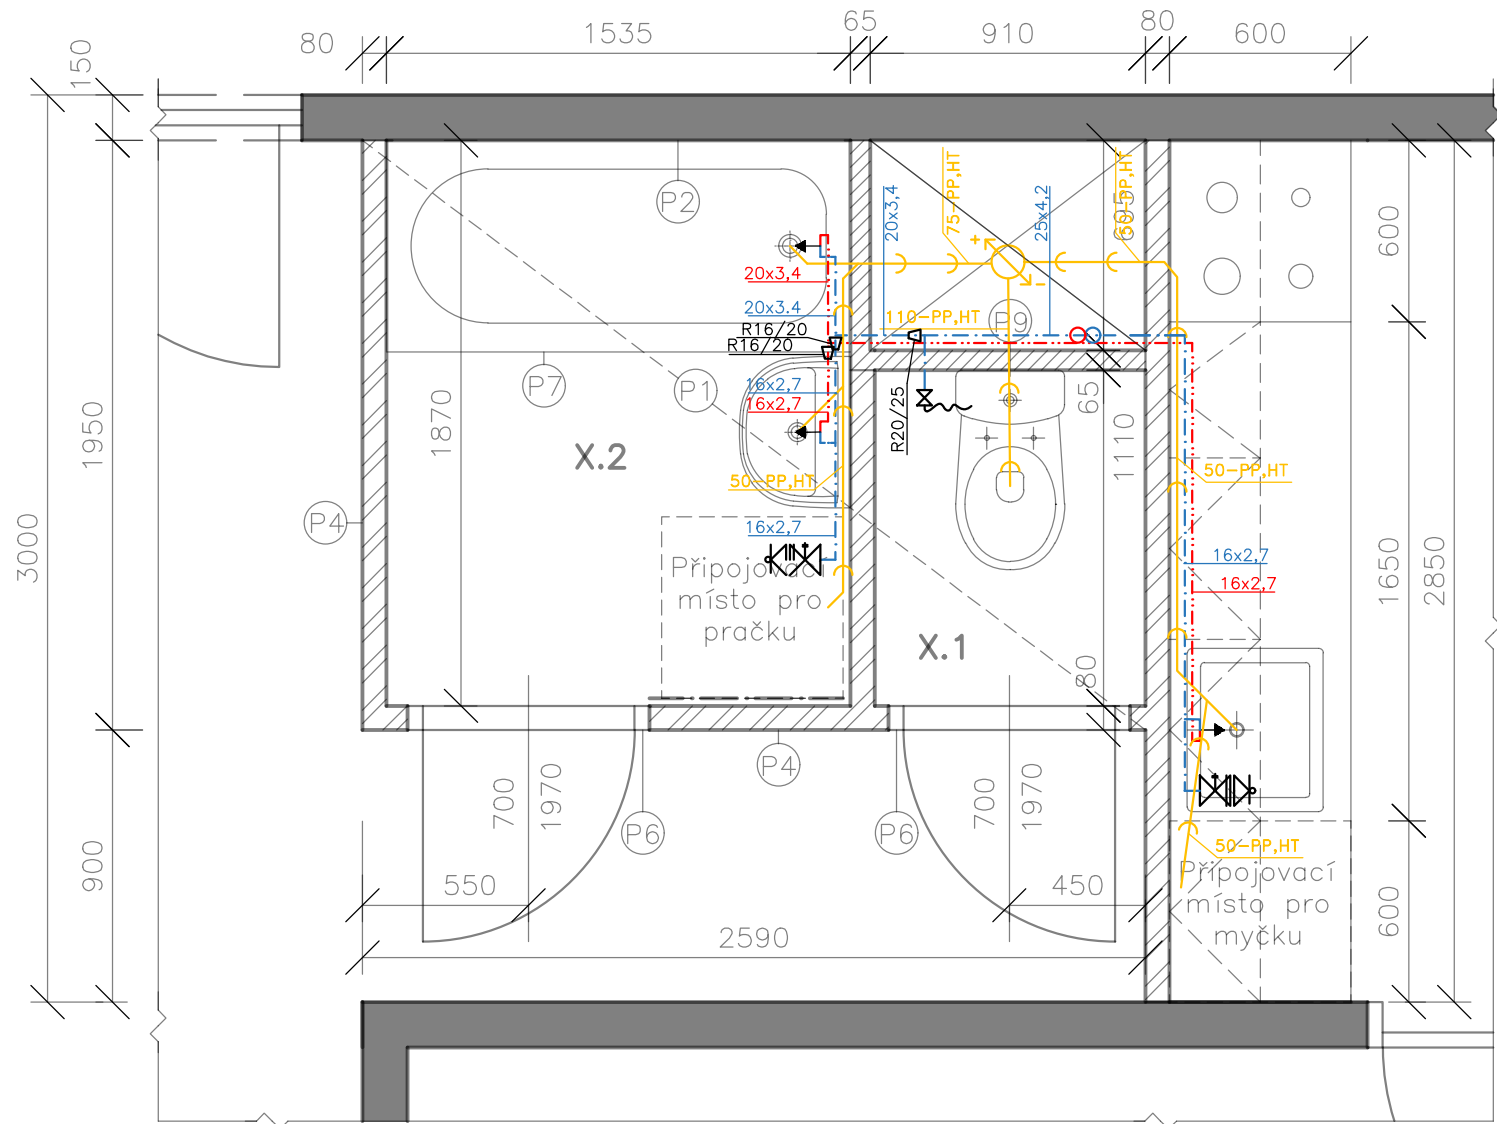 80
1535
65
910
80
600
150
3000
1950
900
P2
P7
P1
P4
P4
P6
P6
P9
1870
X.2
X.1
20x3,4
20x3.4
R16/20
R16/20
16x2,7
16x2,7
50-PP,HT
16x2,7
Připojovací
místo pro
pračku
20x3,4
75-PP,HT
25x4,2
50-PP,HT
695
110-PP,HT
+
-
R20/25
65
1110
80
50-PP,HT
16x2,7
16x2,7
50-PP,HT
Připojovací
místo pro
myčku
600
1650
2850
600
700
1970
700
1970
550
450
2590